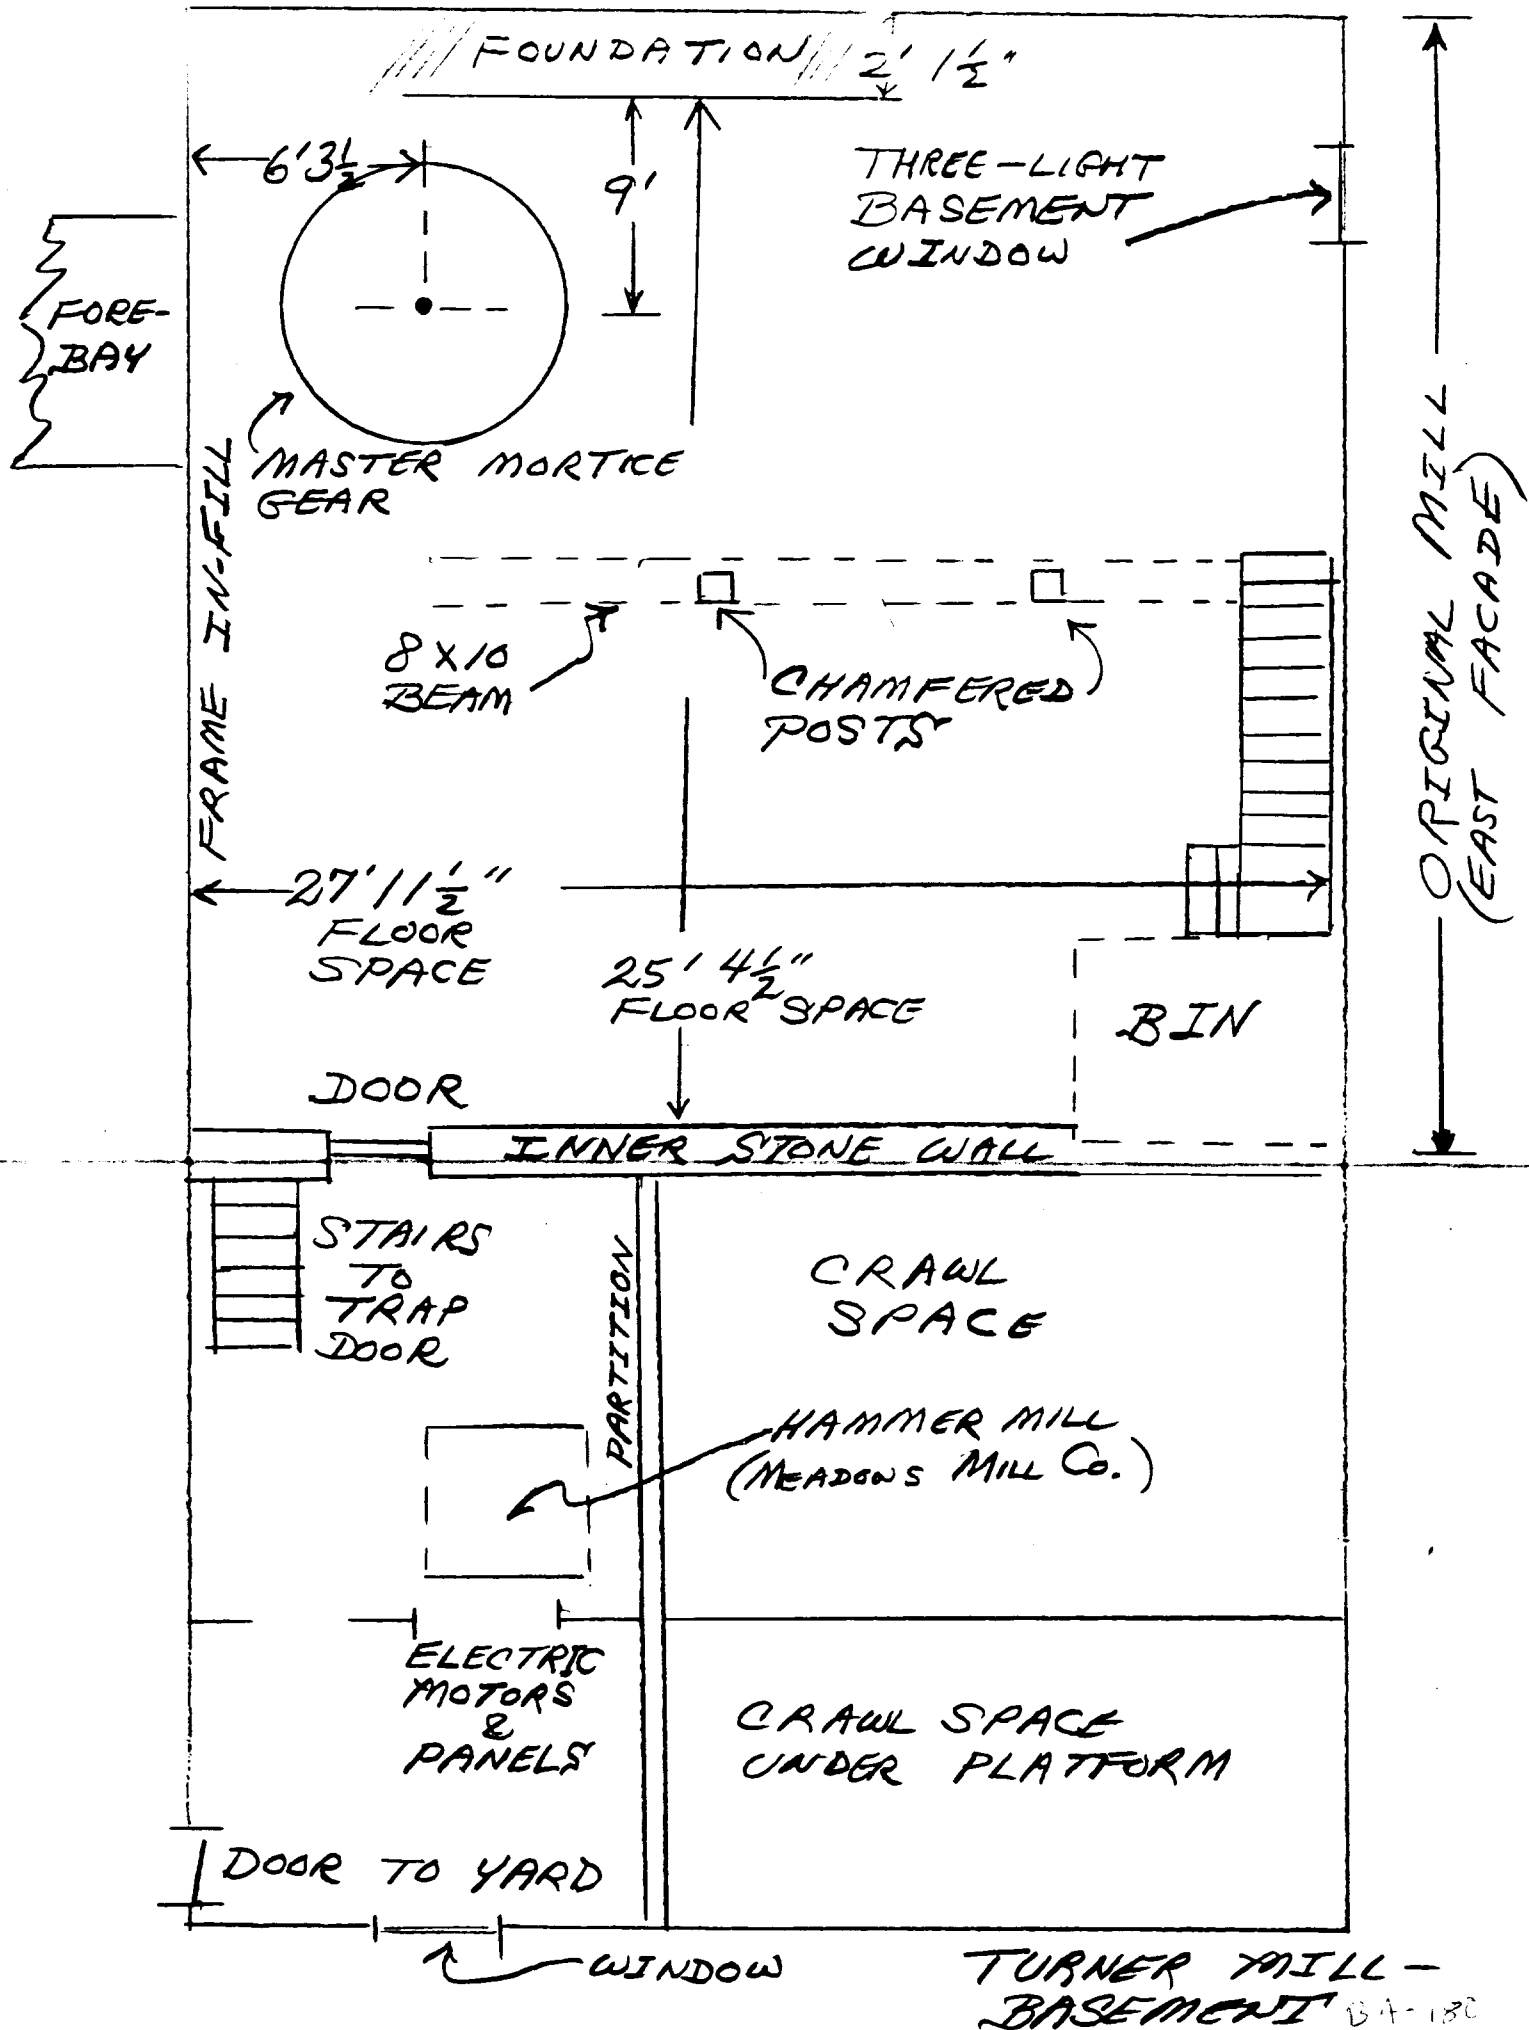 FOUNDATION
2' 1½"
6'3½
9'
THREE-LIGHT
BASEMENT
WINDOW
FORE-
BAY
MASTER MORTICE
GEAR
FRAME IN-FILL
8 X 10
BEAM
CHAMFERED
POSTS
ORIGINAL MILL
(EAST FACADE)
27' 11½"
FLOOR
SPACE
25' 4½"
FLOOR SPACE
BIN
DOOR
INNER STONE WALL
STAIRS
TO
TRAP
DOOR
PARTITION
CRAWL
SPACE
HAMMER MILL
(MEADOWS MILL Co.)
ELECTRIC
MOTORS
&
PANELS
CRAWL SPACE
UNDER PLATFORM
DOOR TO YARD
WINDOW
TURNER MILL-
BASEMENT